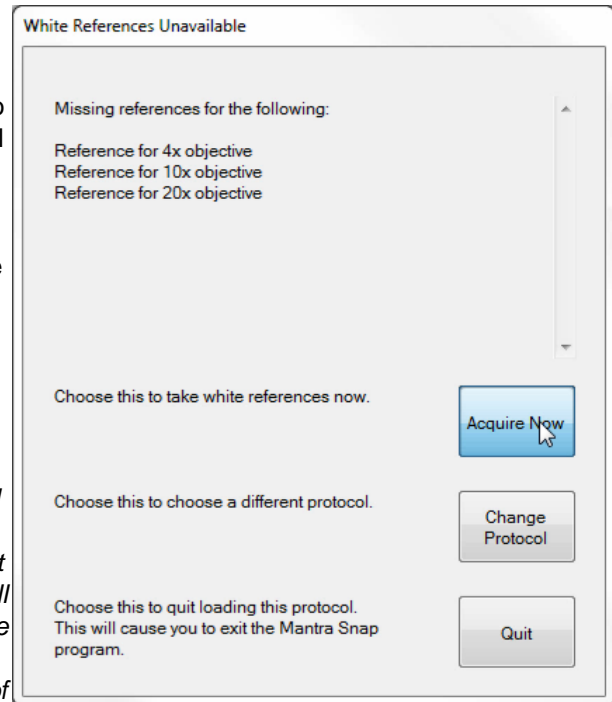 White References Unavailable
Missing references for the following:
Reference for 4x objective
Reference for 10x objective
Reference for 20x objective
Choose this to take white references now.
Acquire Now
Choose this to choose a different protocol.
Change
Protocol
Choose this to quit loading this protocol.
This will cause you to exit the Mantra Snap
program.
Quit
of